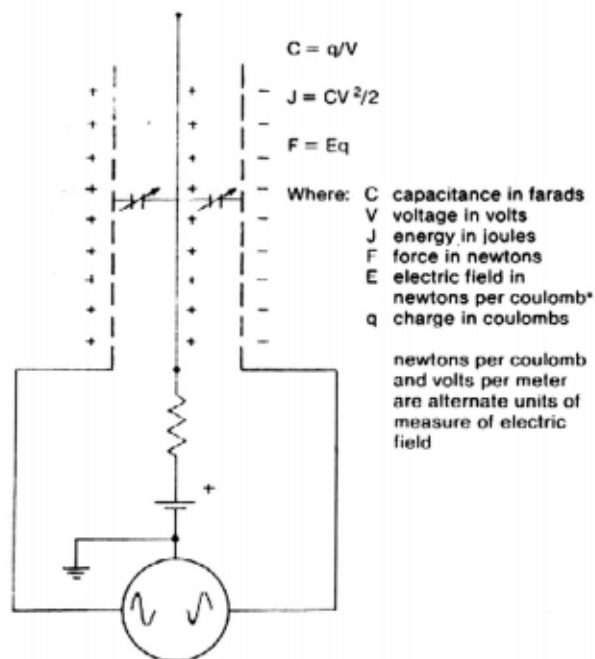 C = q/V
J = CV²/2
F = Eq
Where: C capacitance in farads
V voltage in volts
J energy in joules
F force in newtons
E electric field in
newtons per coulomb*
q charge in coulombs
newtons per coulomb
and volts per meter
are alternate units of
measure of electric
field